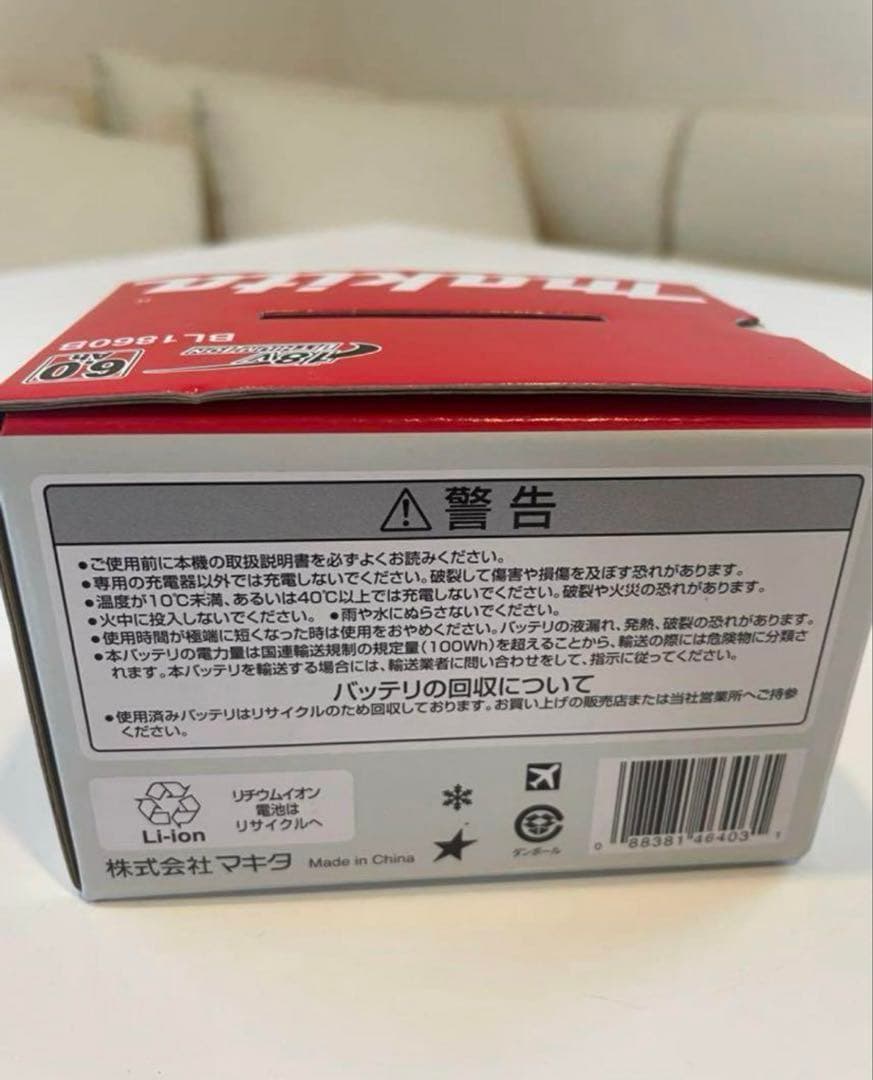 makita
BL1860B
18V
LITHIUM-ION
6.0
Ah
警告
●ご使用前に本機の取扱説明書を必ずよくお読みください。
●専用の充電器以外では充電しないでください。破裂して傷害や損傷を及ぼす恐れがあります。
●温度が10℃未満、あるいは40℃以上では充電しないでください。破裂や火災の恐れがあります。
●火中に投入しないでください。 ●雨や水にぬらさないでください。
●使用時間が極端に短くなった時は使用をおやめください。バッテリの液漏れ、発熱、破裂の恐れがあります。
●本バッテリの電力量は国連輸送規制の規定量(100Wh)を超えることから、輸送の際には危険物に分類さ
れます。本バッテリを輸送する場合には、輸送業者に問い合わせをして、指示に従ってください。
バッテリの回収について
●使用済みバッテリはリサイクルのため回収しております。お買い上げの販売店または当社営業所へご持参
ください。
Li-ion
リチウムイオン
電池は
リサイクルへ
株式会社マキタ Made in China
ダンボール
0 88381 46403 1